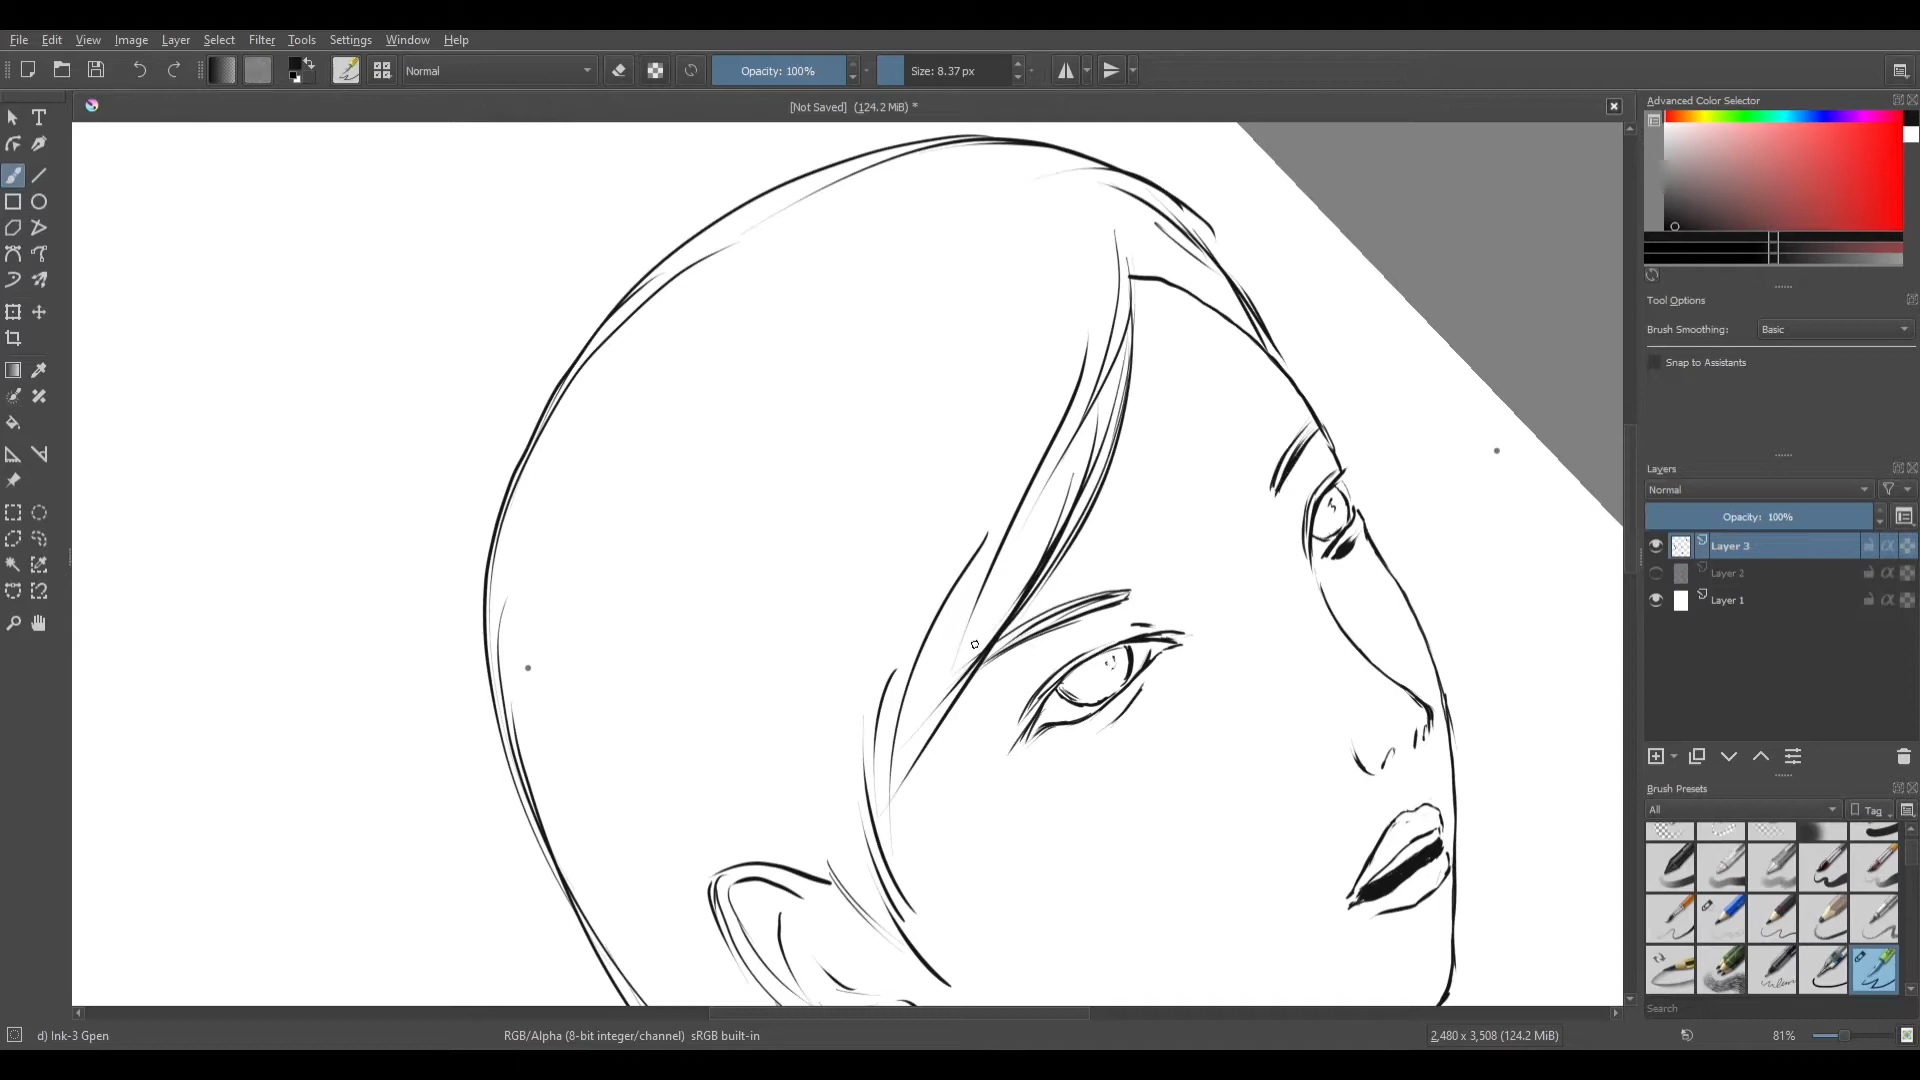 File Edit View Image Layer Select Filter Tools Settings Window Help
Normal
Opacity: 100%
Size: 8.37 px
[Not Saved] (124.2 MiB) *
Advanced Color Selector
Tool Options
Brush Smoothing: Basic
Snap to Assistants
Layers
Normal
Opacity: 100%
Layer 3
Layer 2
Layer 1
Brush Presets
All
Tag
Search
d) Ink-3 Gpen
RGB/Alpha (8-bit integer/channel) sRGB built-in
2,480 x 3,508 (124.2 MiB)
81%